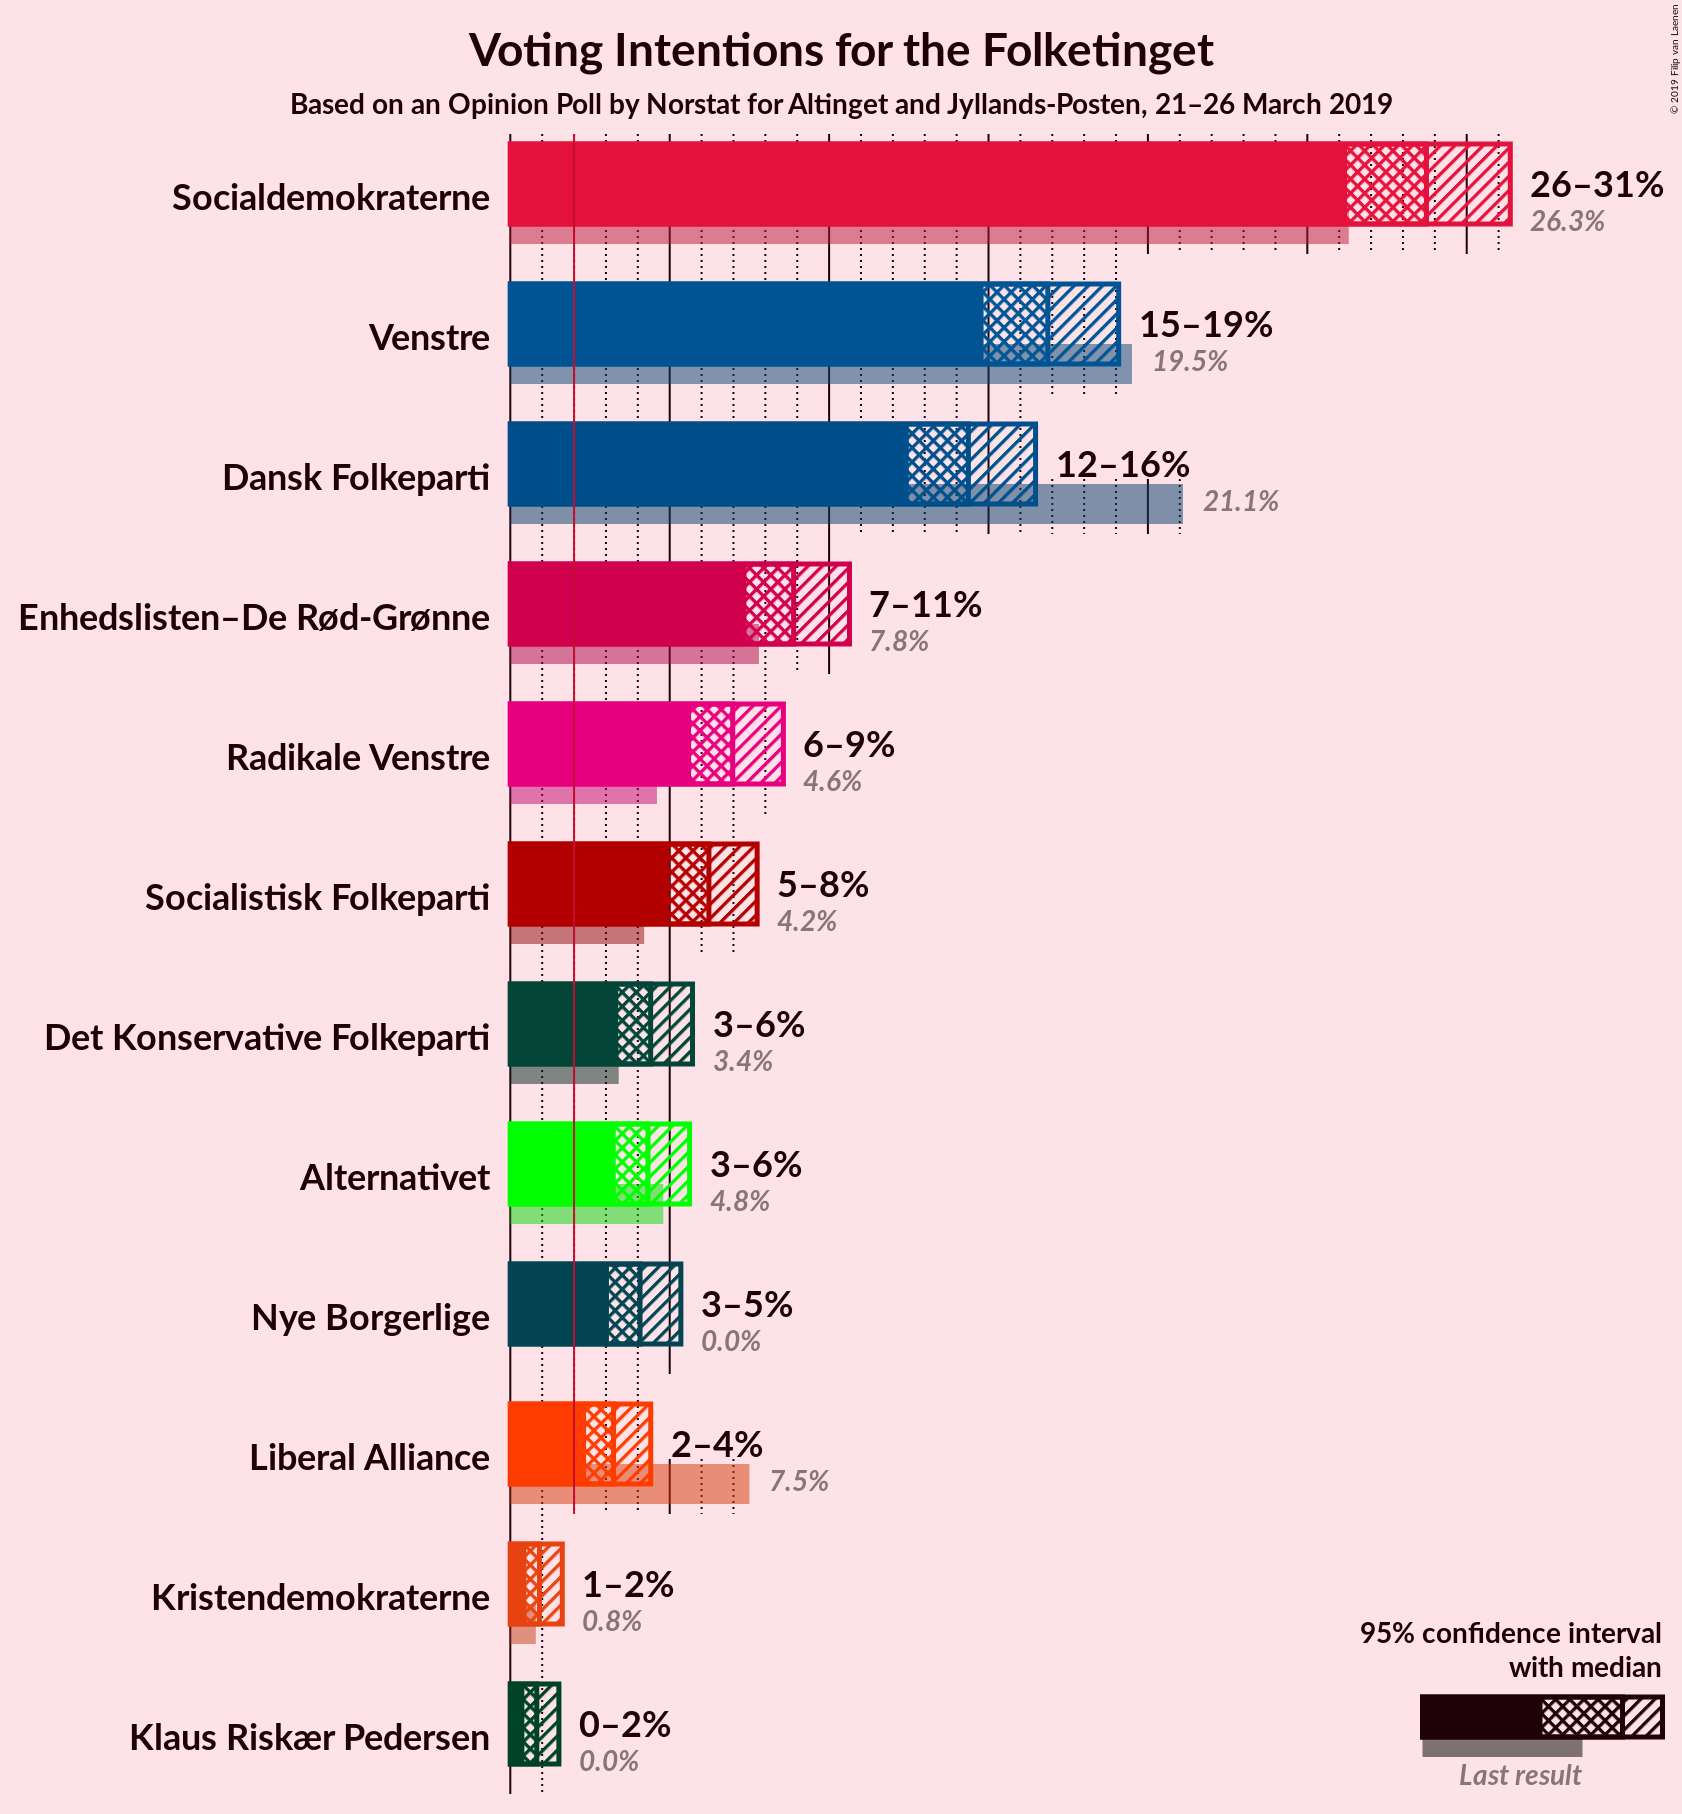 Voting Intentions for the Folketinget
Based on an Opinion Poll by Norstat for Altinget and Jyllands-Posten, 21–26 March 2019
© 2019 Filip van Laenen
Socialdemokraterne
26–31%
26.3%
Venstre
15–19%
19.5%
Dansk Folkeparti
12–16%
21.1%
Enhedslisten–De Rød-Grønne
7–11%
7.8%
Radikale Venstre
6–9%
4.6%
Socialistisk Folkeparti
5–8%
4.2%
Det Konservative Folkeparti
3–6%
3.4%
Alternativet
3–6%
4.8%
Nye Borgerlige
3–5%
0.0%
Liberal Alliance
2–4%
7.5%
Kristendemokraterne
1–2%
0.8%
Klaus Riskær Pedersen
0–2%
0.0%
95% confidence interval
with median
Last result